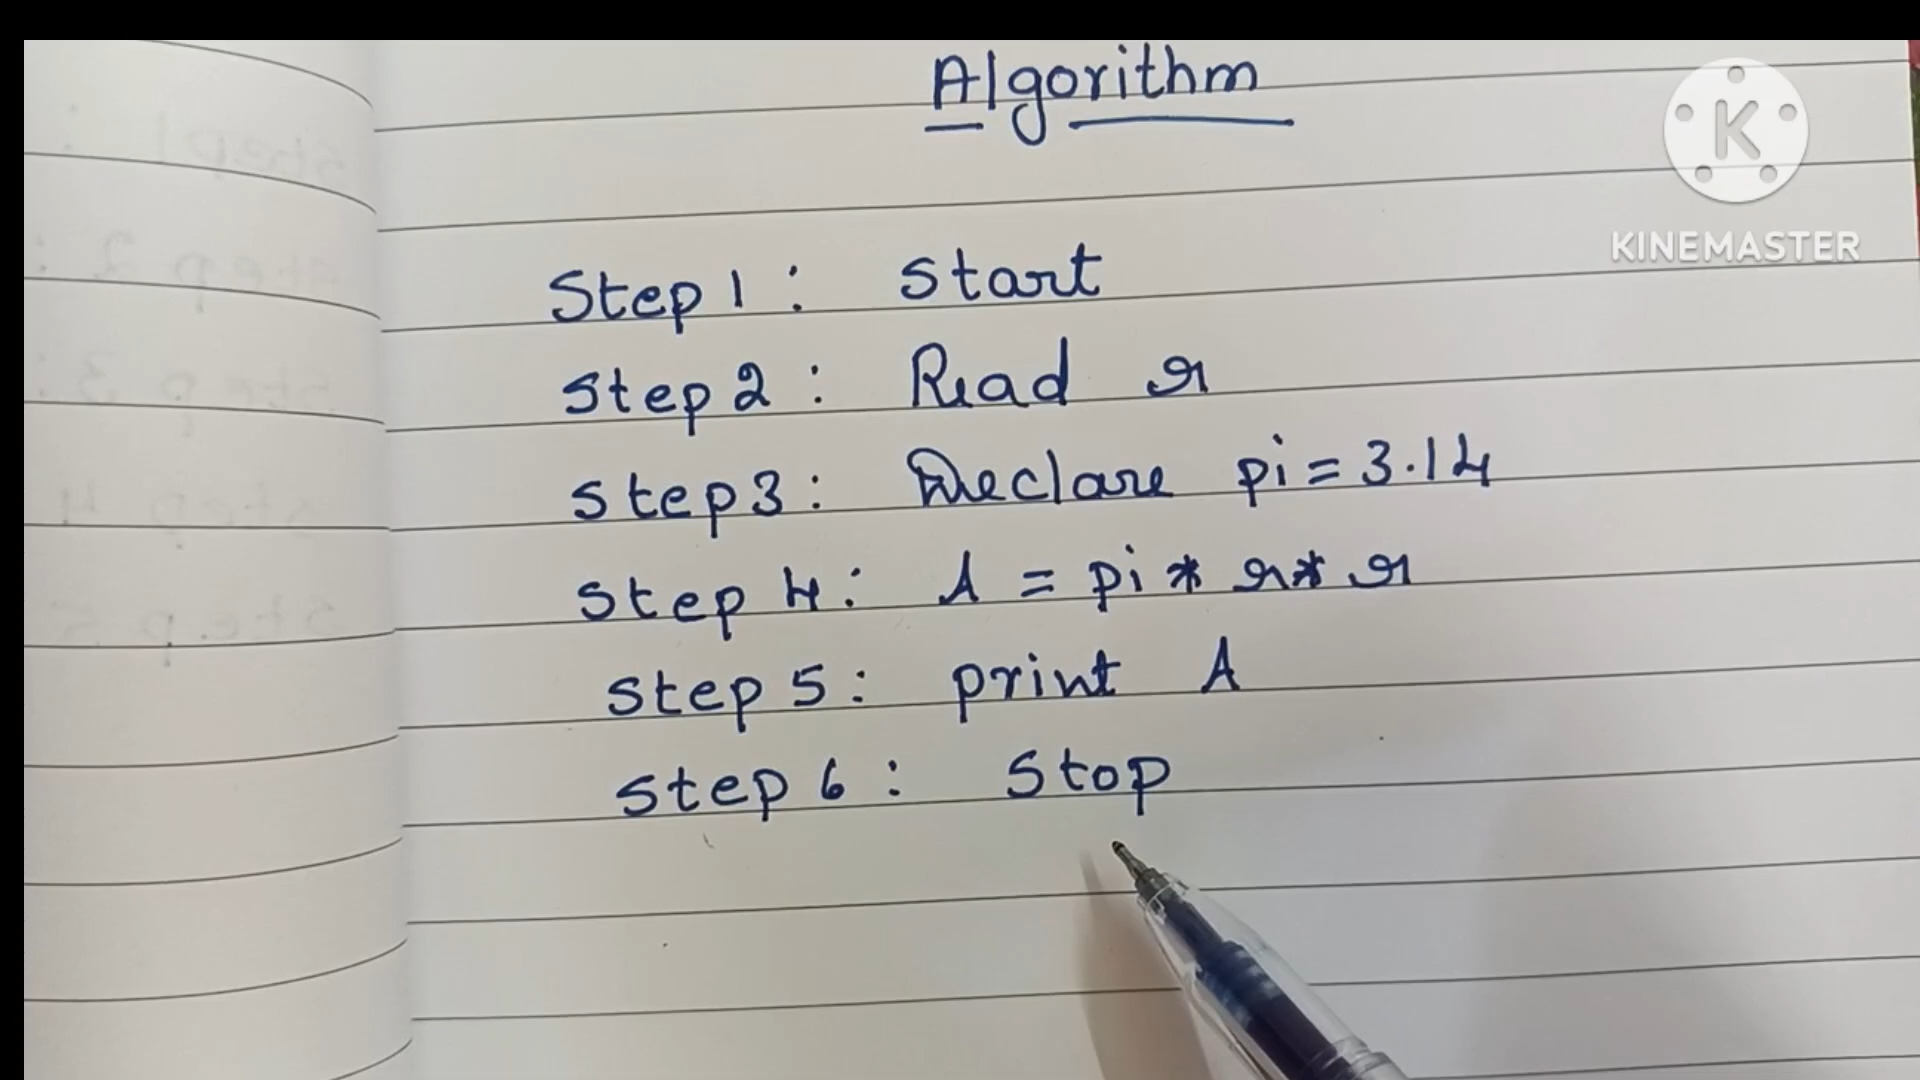 Algorithm
KINEMASTER
Step 1 : Start
Step 2 : Read r
Step 3 : Declare pi = 3.14
Step 4 : A = pi * r * r
Step 5 : print A
Step 6 : Stop